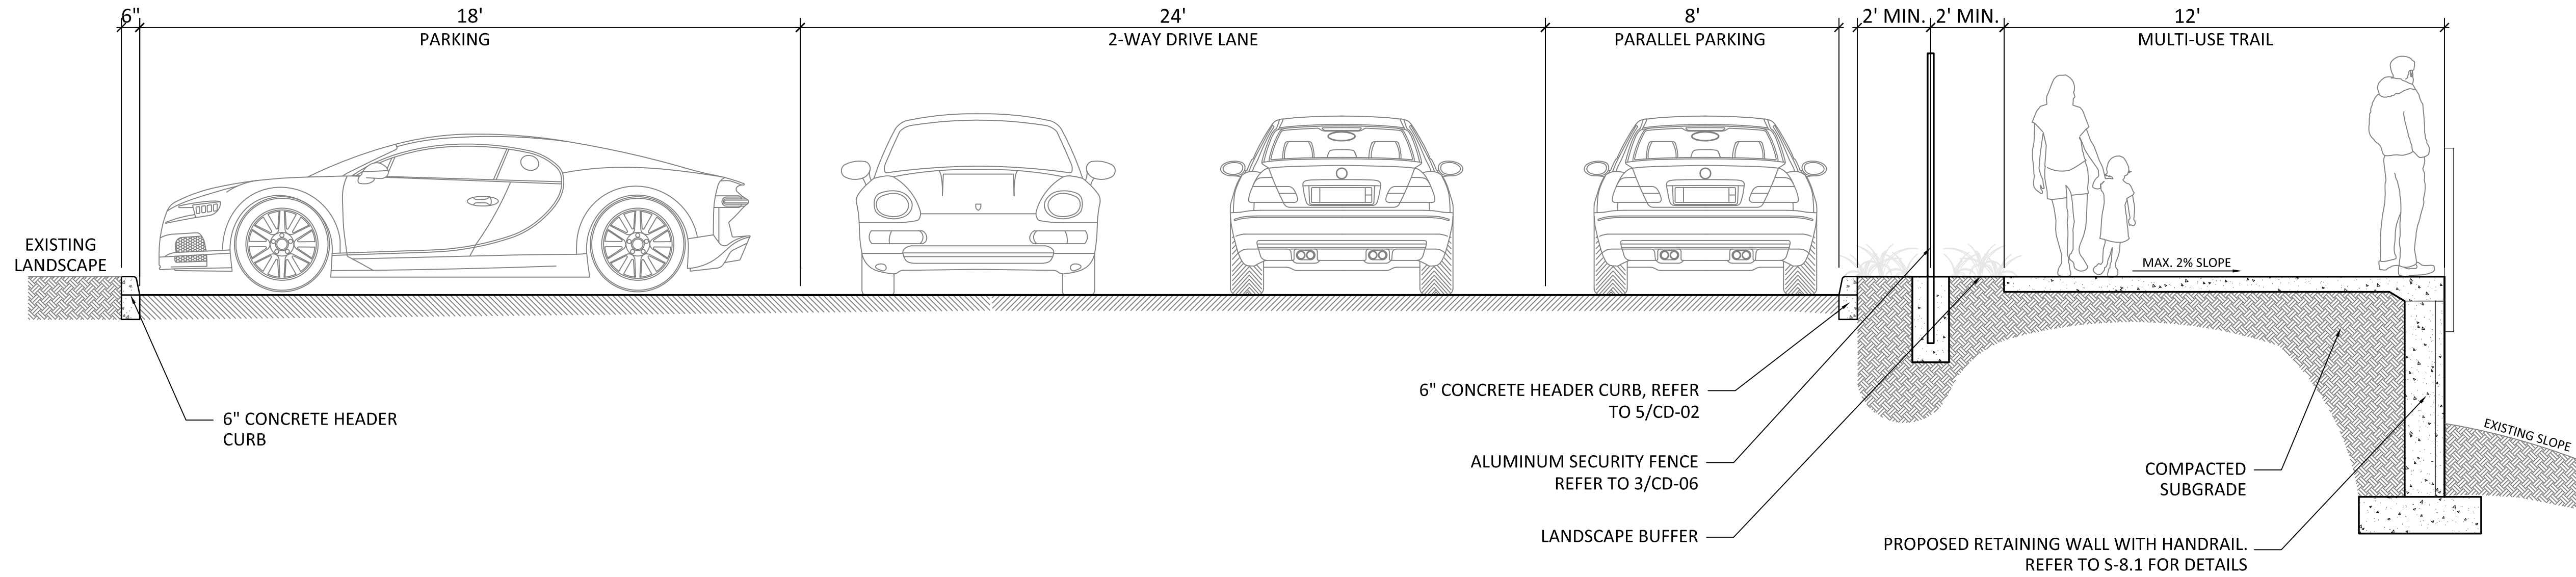 6" 18' 24' 8' 2' MIN. 2' MIN. 12'
PARKING 2-WAY DRIVE LANE PARALLEL PARKING MULTI-USE TRAIL
EXISTING
LANDSCAPE
MAX. 2% SLOPE
6" CONCRETE HEADER
CURB
6" CONCRETE HEADER CURB, REFER
TO 5/CD-02
ALUMINUM SECURITY FENCE
REFER TO 3/CD-06
LANDSCAPE BUFFER
EXISTING SLOPE
COMPACTED
SUBGRADE
PROPOSED RETAINING WALL WITH HANDRAIL.
REFER TO S-8.1 FOR DETAILS